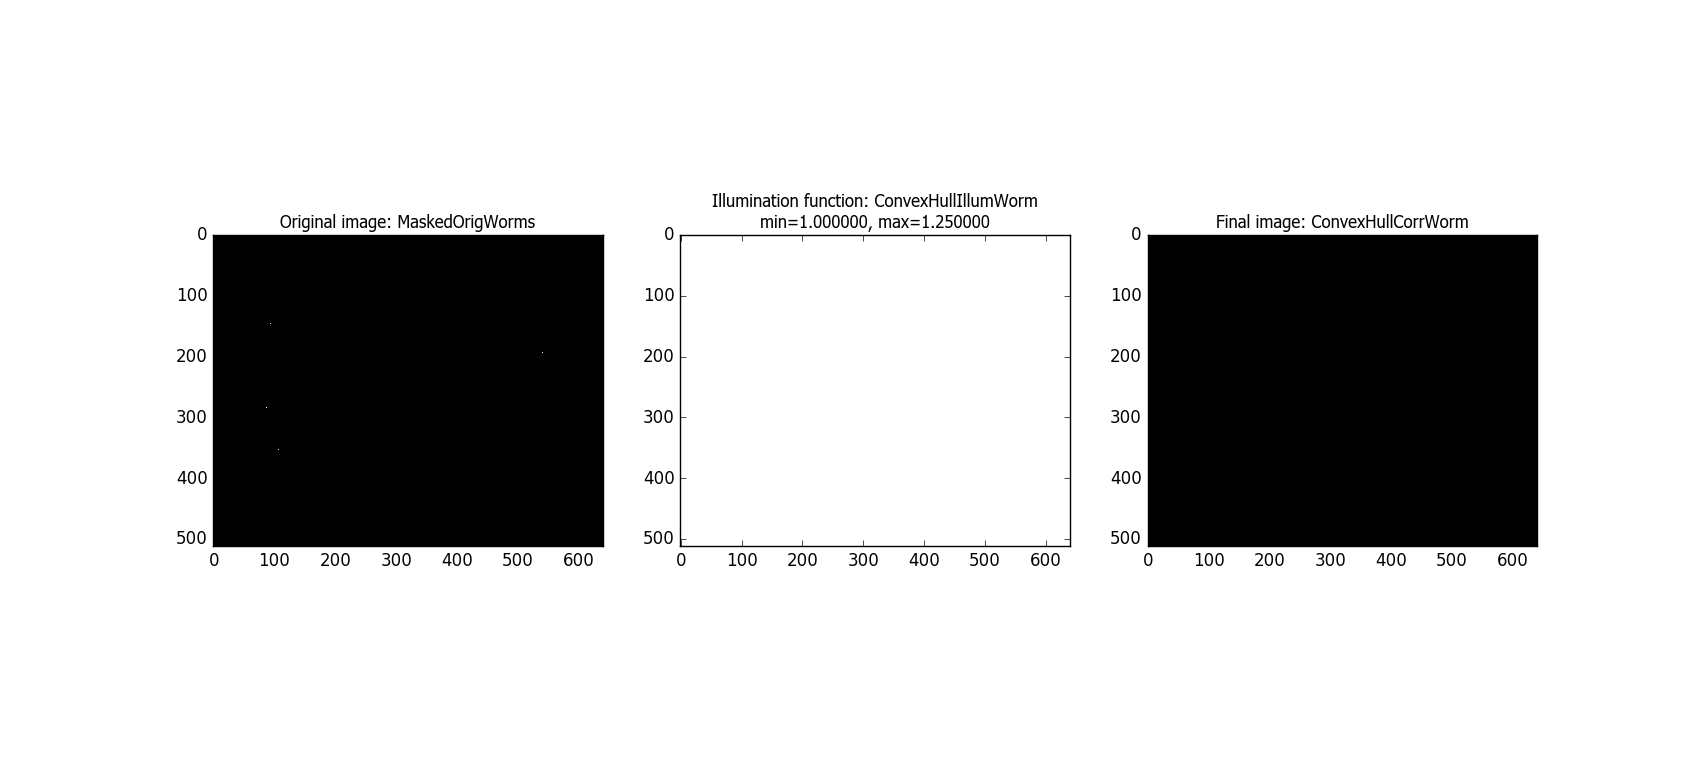 Original image: MaskedOrigWorms
0
100
200
300
400
500
0 100 200 300 400 500 600
Illumination function: ConvexHullIllumWorm
min=1.000000, max=1.250000
0
100
200
300
400
500
0 100 200 300 400 500 600
Final image: ConvexHullCorrWorm
0
100
200
300
400
500
0 100 200 300 400 500 600